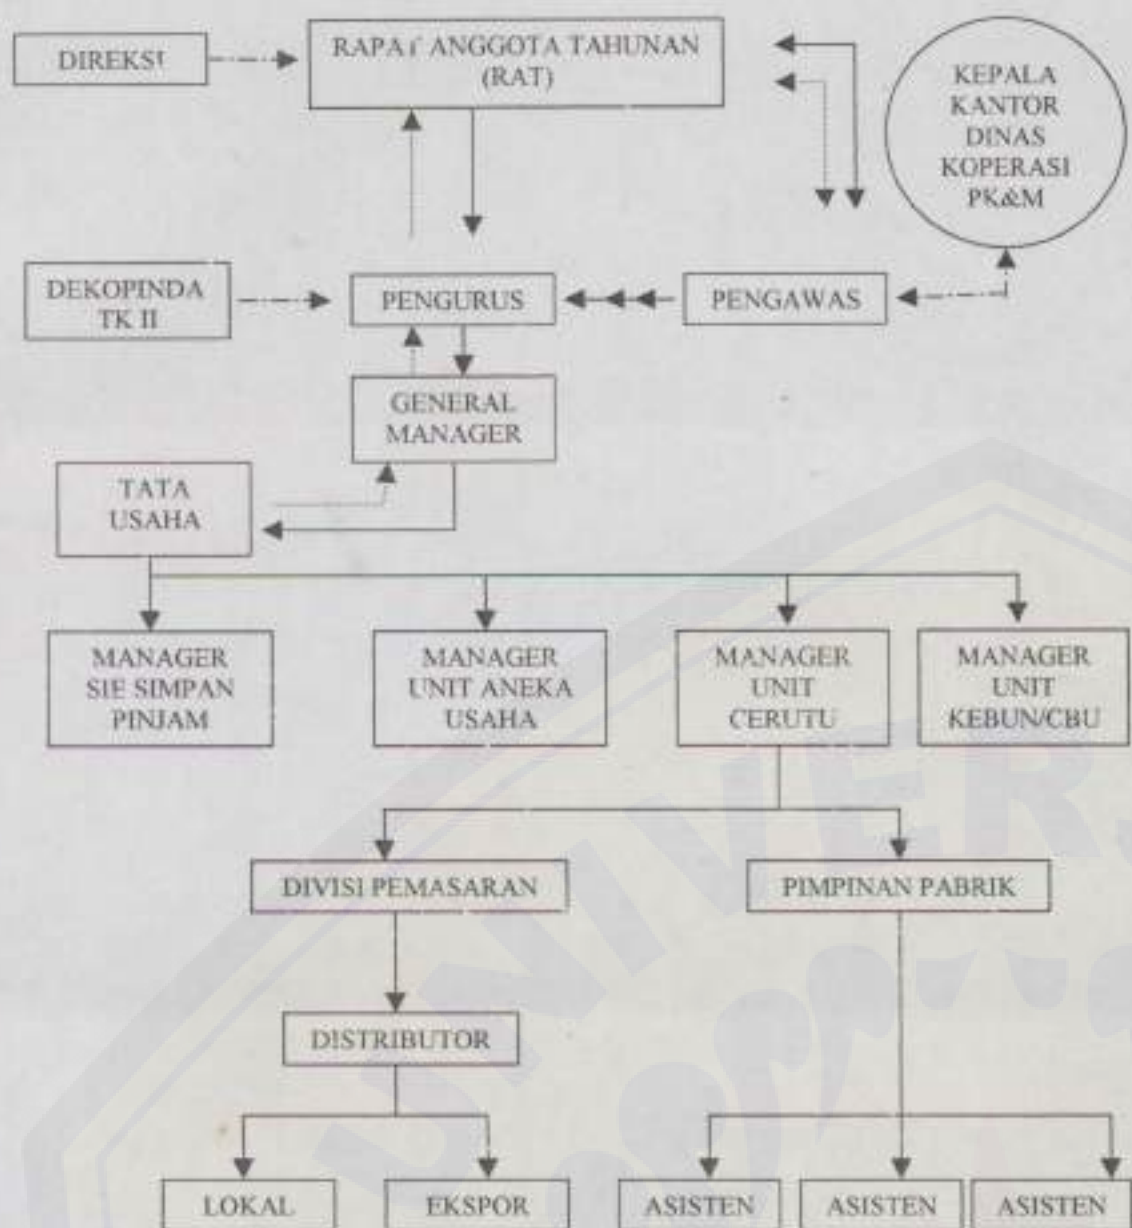 DIREKSI
RAPAT ANGGOTA TAHUNAN
(RAT)
KEPALA
KANTOR
DINAS
KOPERASI
PK&M
DEKOPINDA
TK II
PENGURUS
PENGAWAS
GENERAL
MANAGER
TATA
USAHA
MANAGER
SIE SIMPAN
PINJAM
MANAGER
UNIT ANEKA
USAHA
MANAGER
UNIT
CERUTU
MANAGER
UNIT
KEBUN/CBU
DIVISI PEMASARAN
PIMPINAN PABRIK
DISTRIBUTOR
LOKAL
EKSPOR
ASISTEN
ASISTEN
ASISTEN
UNIVERS